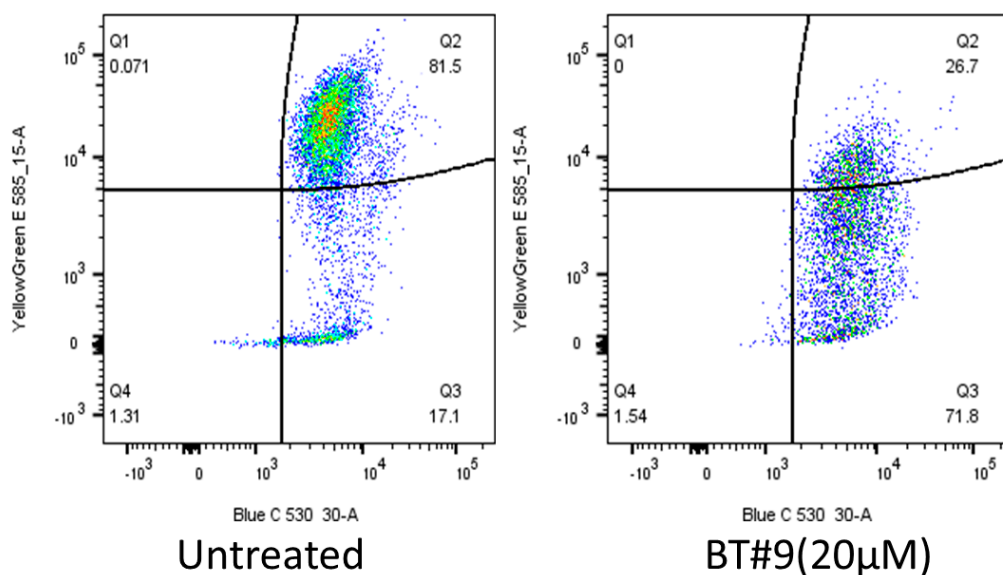 Q1
0.071
Q2
81.5
Q4
1.31
Q3
17.1
10^5
10^4
10^3
0
-10^3
YellowGreen E 585_15-A
-10^3
0
10^3
10^4
10^5
Blue C 530 30-A
Untreated
Q1
0
Q2
26.7
Q4
1.54
Q3
71.8
10^5
10^4
10^3
0
-10^3
YellowGreen E 585_15-A
-10^3
0
10^3
10^4
10^5
Blue C 530 30-A
BT#9(20µM)